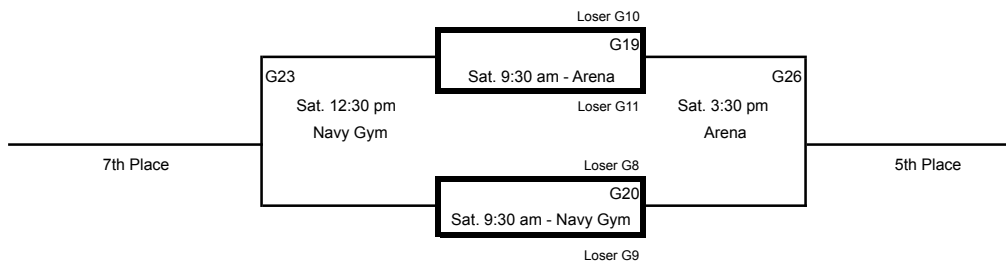 Loser G10
G19
G23
Sat. 9:30 am - Arena
G26
Sat. 12:30 pm
Loser G11
Sat. 3:30 pm
Navy Gym
Arena
7th Place
Loser G8
5th Place
G20
Sat. 9:30 am - Navy Gym
Loser G9